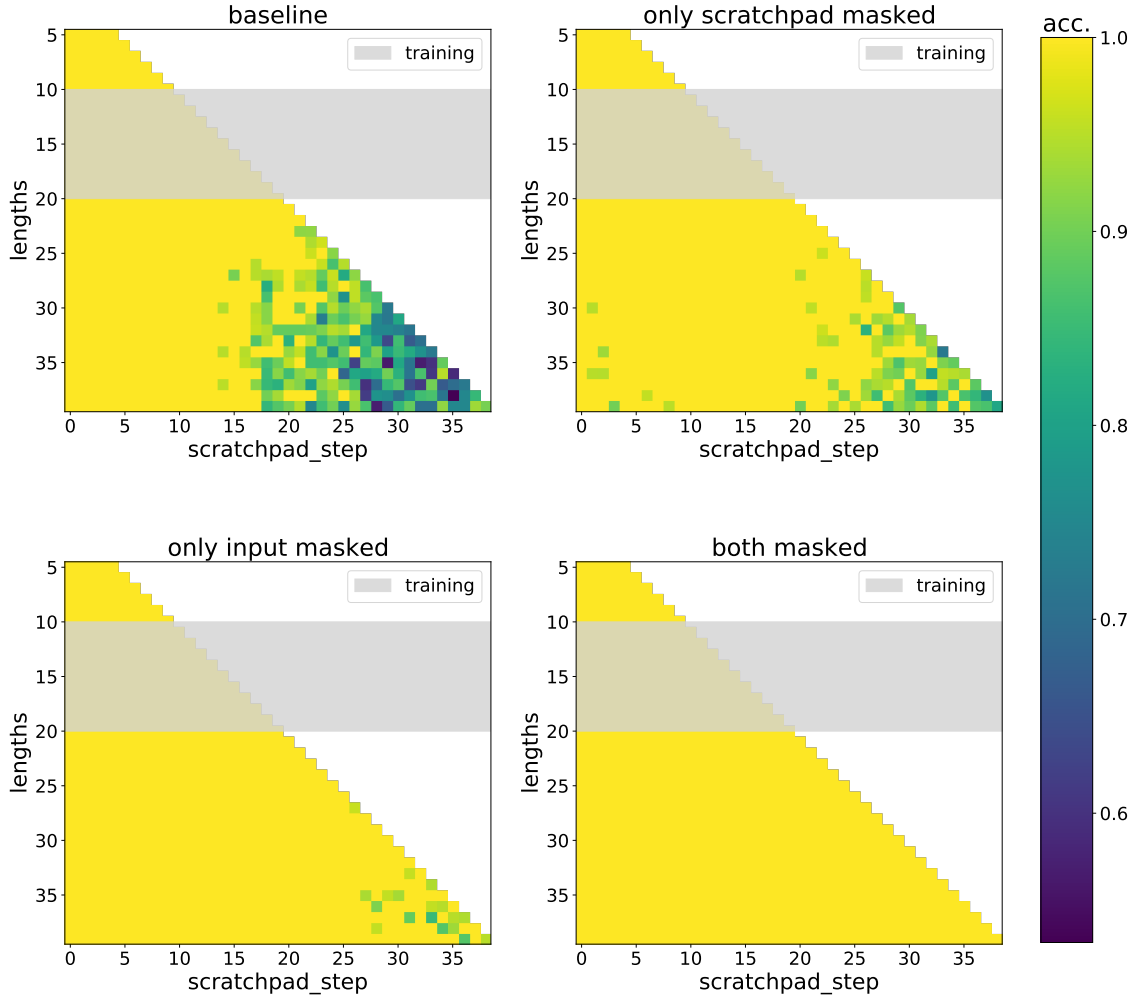 baseline
only scratchpad masked
acc.
training
training
5
10
15
20
25
30
35
lengths
0 5 10 15 20 25 30 35
scratchpad_step
5
10
15
20
25
30
35
lengths
0 5 10 15 20 25 30 35
scratchpad_step
only input masked
both masked
training
training
5
10
15
20
25
30
35
lengths
0 5 10 15 20 25 30 35
scratchpad_step
5
10
15
20
25
30
35
lengths
0 5 10 15 20 25 30 35
scratchpad_step
1.0
0.9
0.8
0.7
0.6